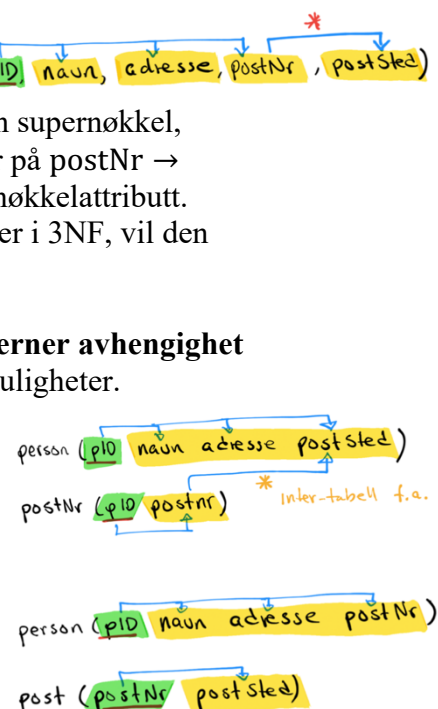 *
ID, navn, adresse, postNr, postSted)
n supernøkkel,
r på postNr →
nøkkelattributt.
er i 3NF, vil den
erner avhengighet
uligheter.
person (pID navn adresse postSted)
postNr (pID postnr)
* Inter-tabell f.a.
person (pID navn adresse postNr)
post (postNr postSted)